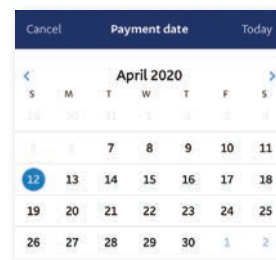 Cancel Payment date Today
April 2020
S M T W T F S
7 8 9 10 11
12 13 14 15 16 17 18
19 20 21 22 23 24 25
26 27 28 29 30 1 2